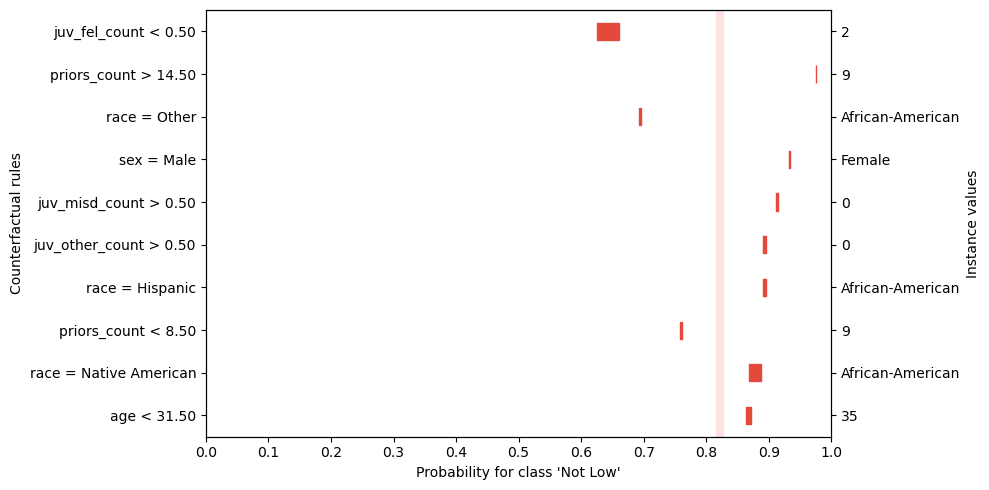 Counterfactual rules
juv_fel_count < 0.50 2
priors_count > 14.50 9
race = Other African-American
sex = Male Female
juv_misd_count > 0.50 0
juv_other_count > 0.50 0
race = Hispanic African-American
priors_count < 8.50 9
race = Native American African-American
age < 31.50 35
Instance values
0.0 0.1 0.2 0.3 0.4 0.5 0.6 0.7 0.8 0.9 1.0
Probability for class 'Not Low'